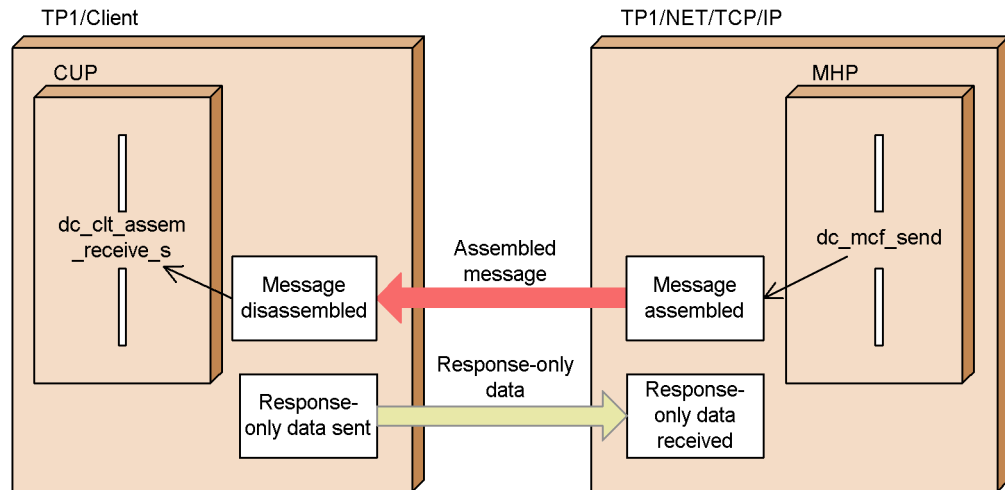 TP1/Client
TP1/NET/TCP/IP
CUP
MHP
dc_clt_assem
_receive_s
dc_mcf_send
Assembled
message
Message
disassembled
Message
assembled
Response-only
data
Response-
only data sent
Response-
only data
received